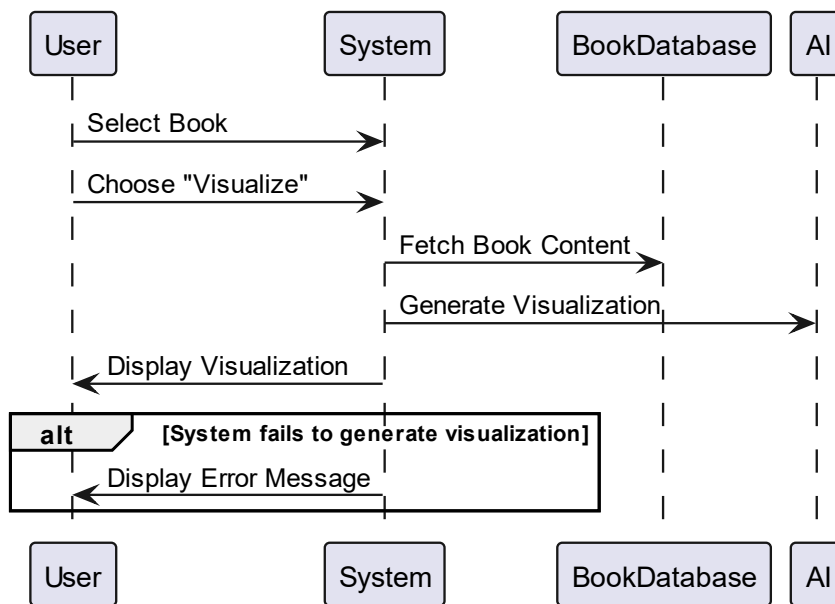 User System BookDatabase AI
Select Book
Choose "Visualize"
Fetch Book Content
Generate Visualization
Display Visualization
alt [System fails to generate visualization]
Display Error Message
User System BookDatabase AI